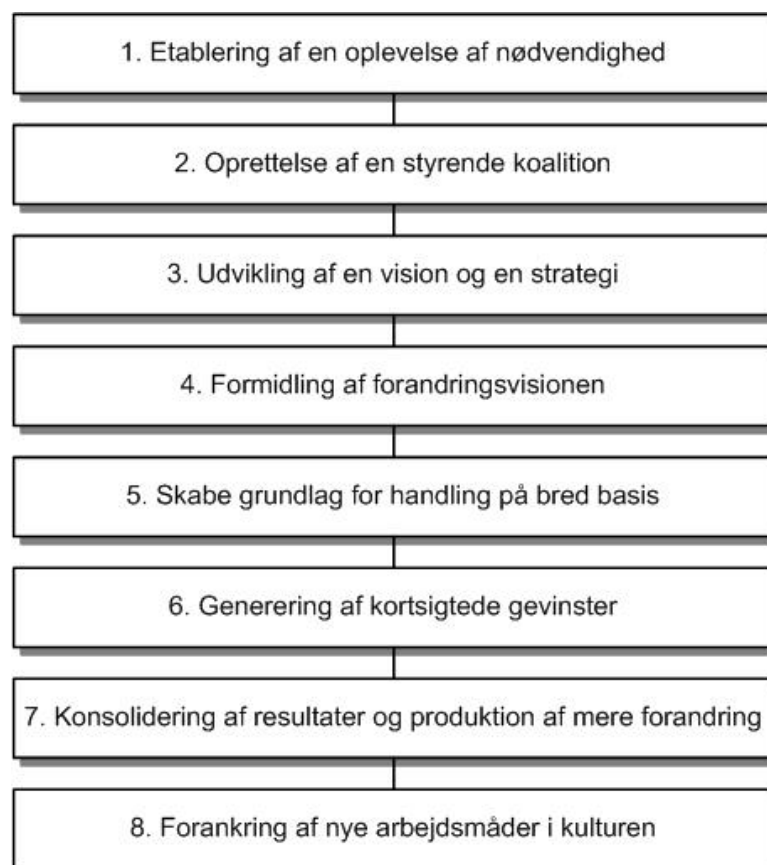 1. Etablering af en oplevelse af nødvendighed
2. Oprettelse af en styrende koalition
3. Udvikling af en vision og en strategi
4. Formidling af forandringsvisionen
5. Skabe grundlag for handling på bred basis
6. Generering af kortsigtede gevinster
7. Konsolidering af resultater og produktion af mere forandring
8. Forankring af nye arbejdsmåder i kulturen